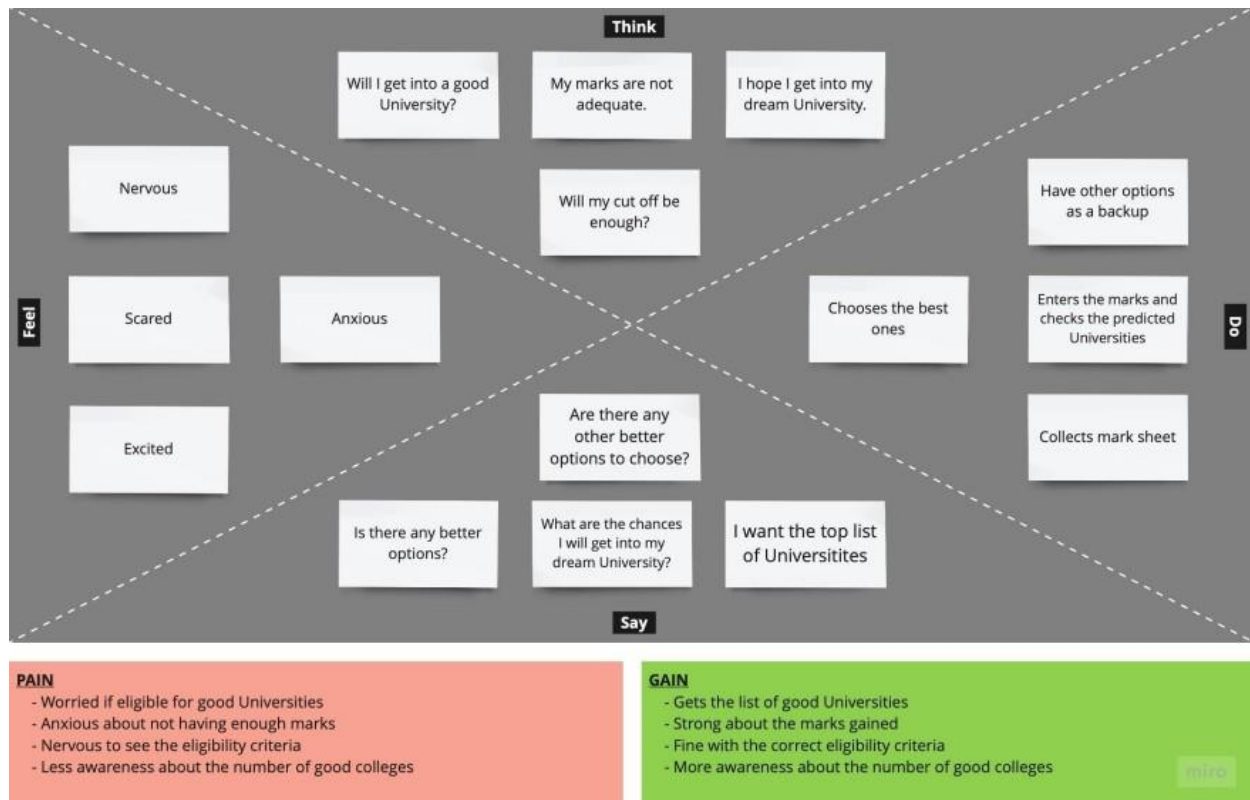 Think
Will I get into a good
University?
My marks are not
adequate.
I hope I get into my
dream University.
Will my cut off be
enough?
Feel
Nervous
Scared
Anxious
Excited
Do
Have other options
as a backup
Chooses the best
ones
Enters the marks and
checks the predicted
Universities
Collects mark sheet
Are there any
other better
options to choose?
Is there any better
options?
What are the chances
I will get into my
dream University?
I want the top list
of Universitites
Say
PAIN
- Worried if eligible for good Universities
- Anxious about not having enough marks
- Nervous to see the eligibility criteria
- Less awareness about the number of good colleges
GAIN
- Gets the list of good Universities
- Strong about the marks gained
- Fine with the correct eligibility criteria
- More awareness about the number of good colleges
miro